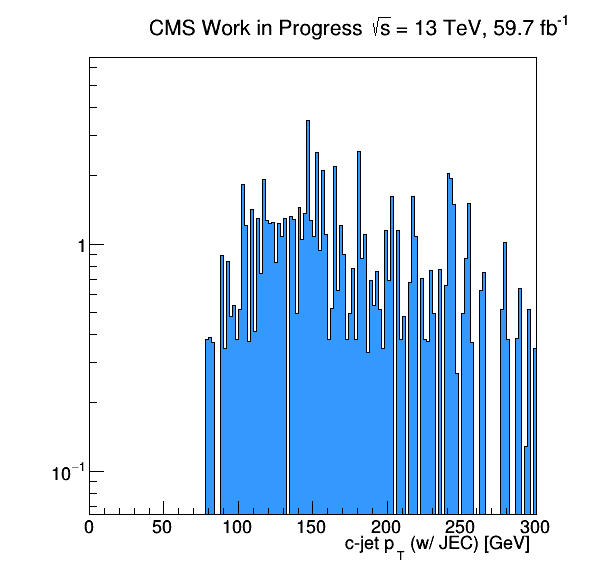 CMS Work in Progress √s = 13 TeV, 59.7 fb⁻¹
1
10⁻¹
0 50 100 150 200 250 300
c-jet p_T (w/ JEC) [GeV]